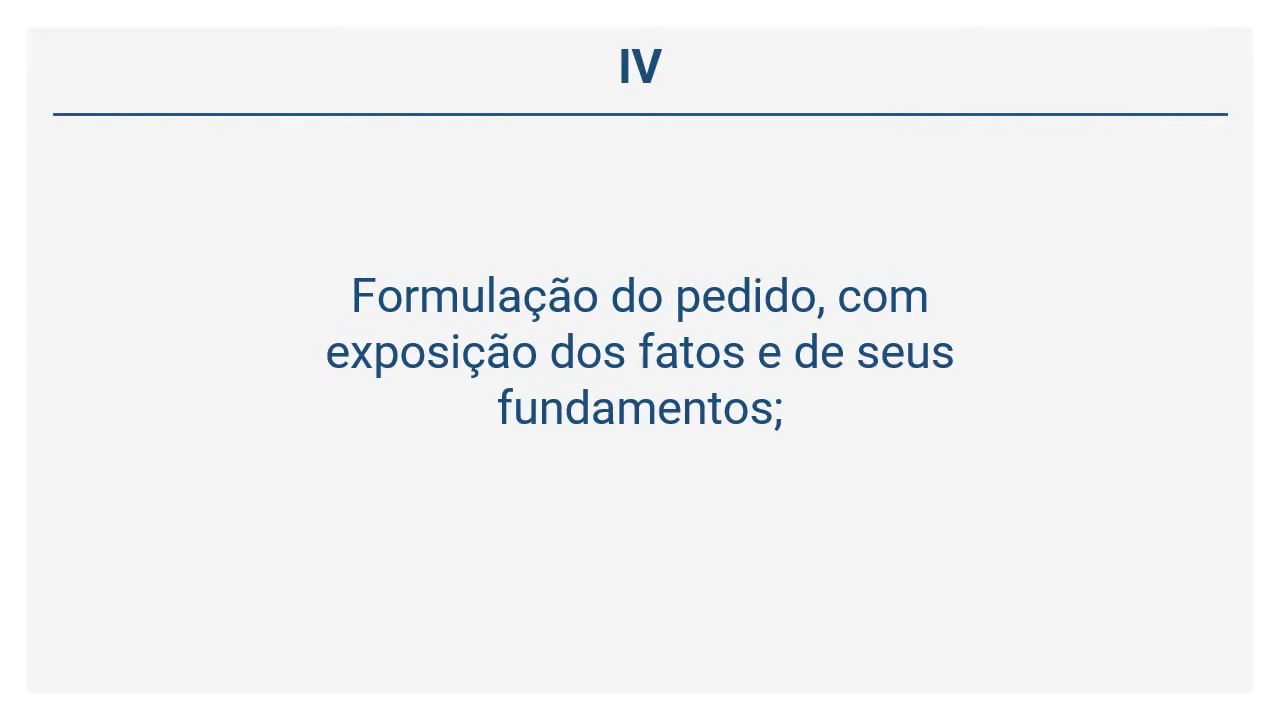 IV
Formulação do pedido, com
exposição dos fatos e de seus
fundamentos;